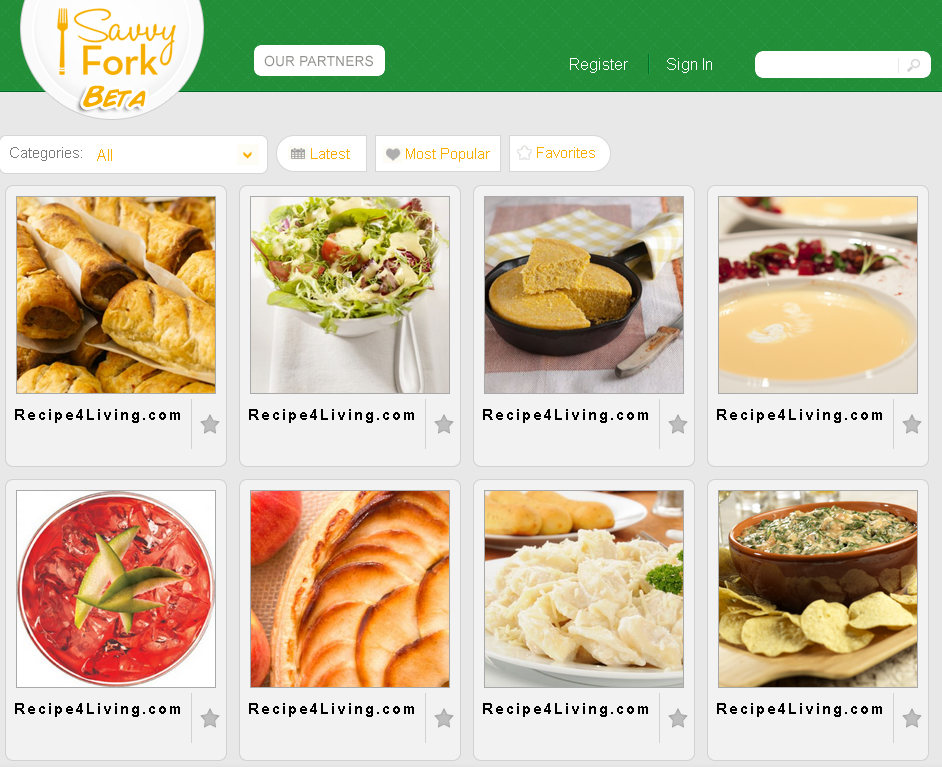 Savvy
Fork
BETA
OUR PARTNERS
Register
Sign In
Categories: All
Latest
Most Popular
Favorites
Recipe4Living.com
Recipe4Living.com
Recipe4Living.com
Recipe4Living.com
Recipe4Living.com
Recipe4Living.com
Recipe4Living.com
Recipe4Living.com